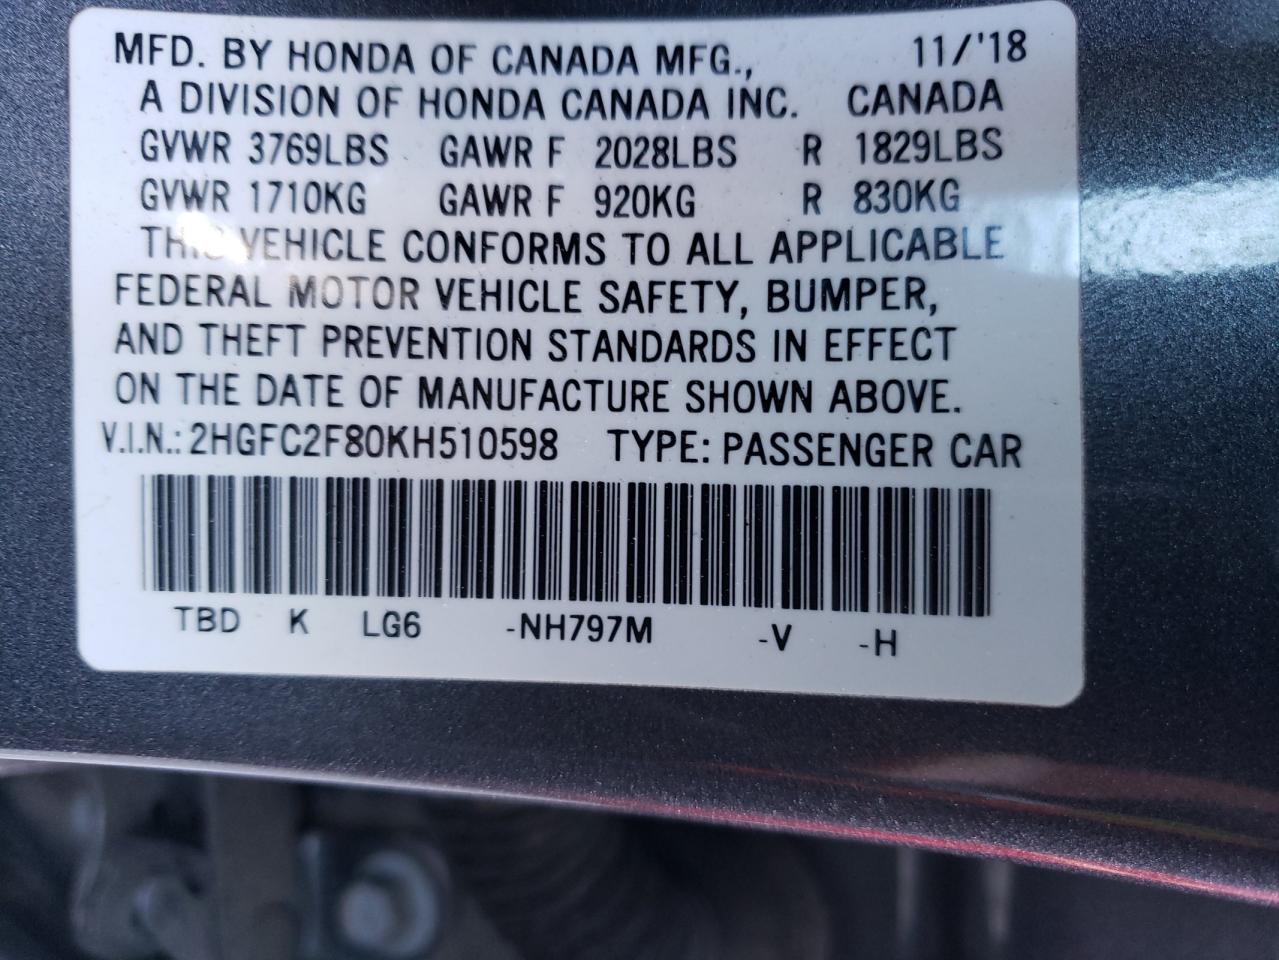 MFD. BY HONDA OF CANADA MFG., 11/'18
A DIVISION OF HONDA CANADA INC. CANADA
GVWR 3769LBS GAWR F 2028LBS R 1829LBS
GVWR 1710KG GAWR F 920KG R 830KG
THIS VEHICLE CONFORMS TO ALL APPLICABLE
FEDERAL MOTOR VEHICLE SAFETY, BUMPER,
AND THEFT PREVENTION STANDARDS IN EFFECT
ON THE DATE OF MANUFACTURE SHOWN ABOVE.
V.I.N.: 2HGFC2F80KH510598 TYPE: PASSENGER CAR
TBD K LG6 -NH797M -V -H